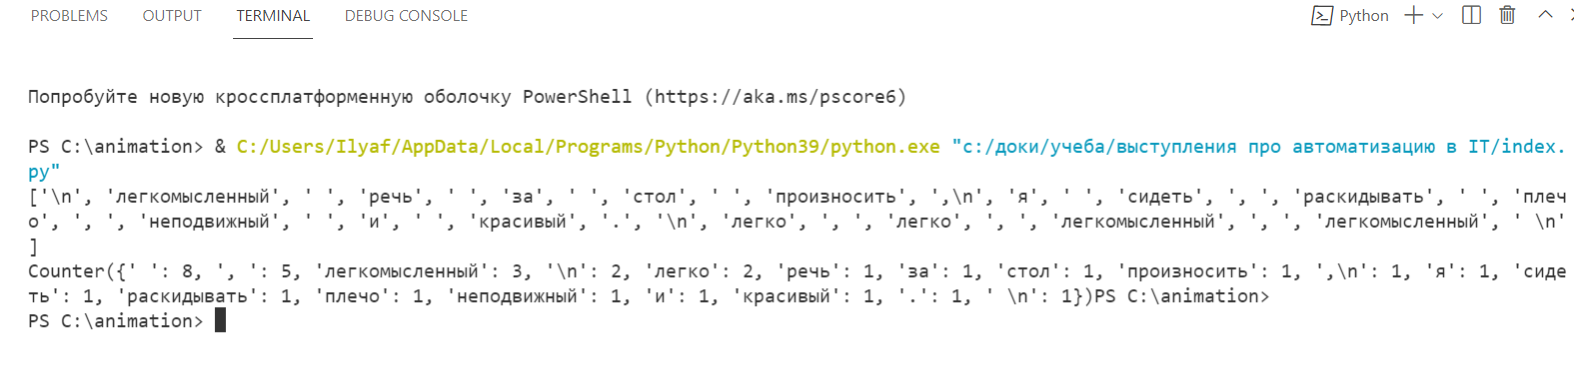 PROBLEMS OUTPUT TERMINAL DEBUG CONSOLE Python
Попробуйте новую кроссплатформенную оболочку PowerShell (https://aka.ms/pscore6)
PS C:\animation> & C:/Users/Ilyaf/AppData/Local/Programs/Python/Python39/python.exe "c:/доки/учеба/выступления про автоматизацию в IT/index.
py"
['\n', 'легкомысленный', ' ', 'речь', ' ', 'за', ' ', 'стол', ' ', 'произносить', ',\n', 'я', ' ', 'сидеть', ', ', 'раскидывать', ' ', 'плеч
о', ', ', 'неподвижный', ' ', 'и', ' ', 'красивый', '.', '\n', 'легко', ', ', 'легко', ', ', 'легкомысленный', ', ', 'легкомысленный', ' \n'
]
Counter({' ': 8, ', ': 5, 'легкомысленный': 3, '\n': 2, 'легко': 2, 'речь': 1, 'за': 1, 'стол': 1, 'произносить': 1, ',\n': 1, 'я': 1, 'сиде
ть': 1, 'раскидывать': 1, 'плечо': 1, 'неподвижный': 1, 'и': 1, 'красивый': 1, '.': 1, ' \n': 1})PS C:\animation>
PS C:\animation>